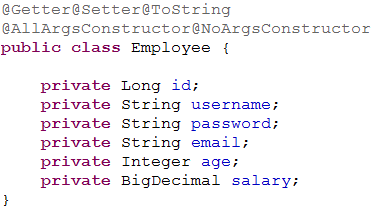 @Getter@Setter@ToString
@AllArgsConstructor@NoArgsConstructor
public class Employee {
private Long id;
private String username;
private String password;
private String email;
private Integer age;
private BigDecimal salary;
}